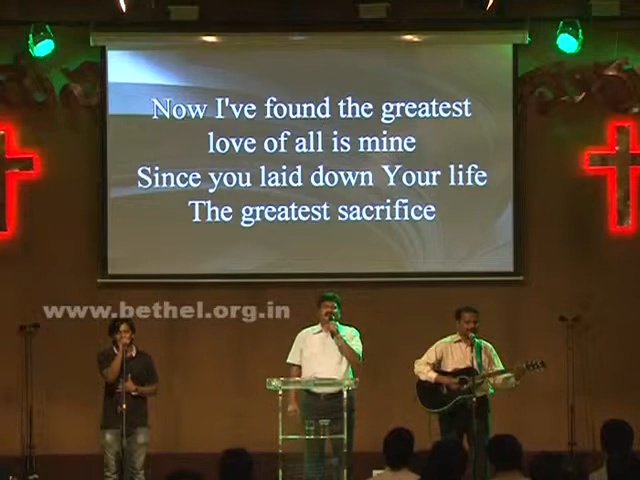 Now I've found the greatest
love of all is mine
Since you laid down Your life
The greatest sacrifice
www.bethel.org.in